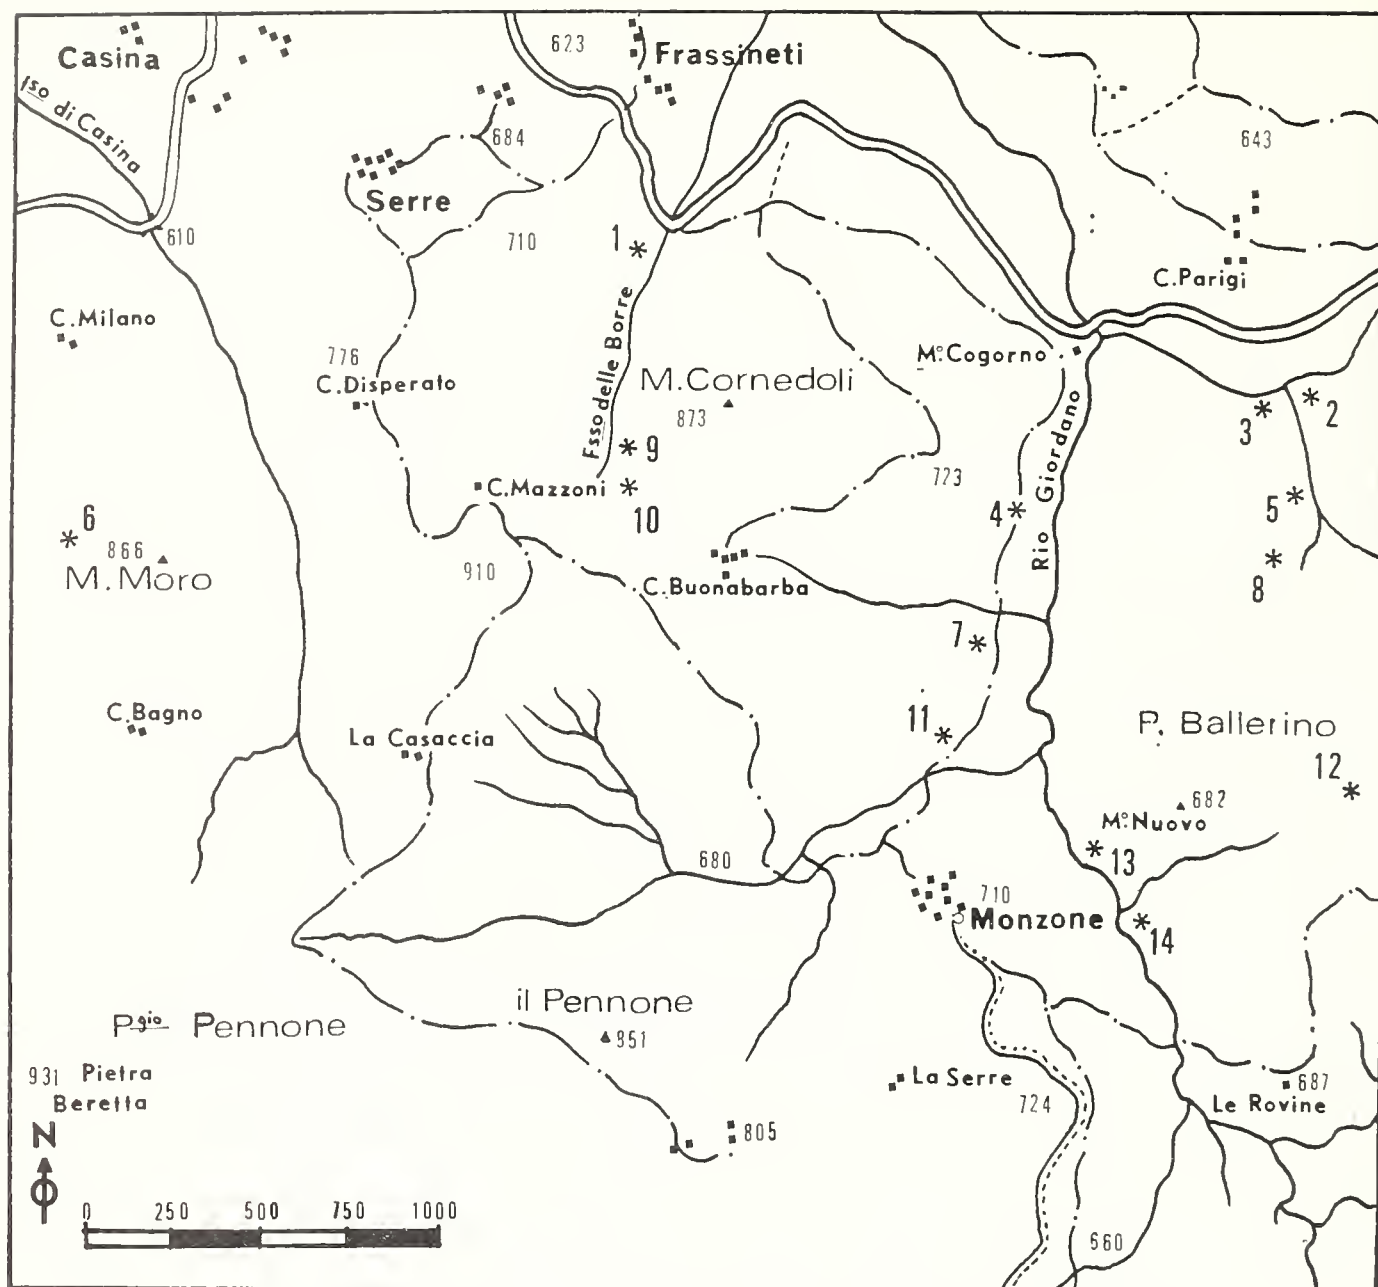 Casina
623
Frassineti
Fso di Casina
684
643
Serre
610
710
1
C.Parigi
C.Milano
776
C.Disperato
Fsso delle Borre
M.Cornedoli
873
Mo.Cogorno
3
2
9
C.Mazzoni
10
723
4
Rio Giordano
5
6
866
M.Moro
910
C.Buonabarba
8
7
C.Bagno
La Casaccia
11
P. Ballerino
12
682
Mo.Nuovo
13
680
710
Monzone
14
il Pennone
Pgio Pennone
851
931 Pietra
Beretta
La Serre
724
687
Le Rovine
N
805
0 250 500 750 1000
660